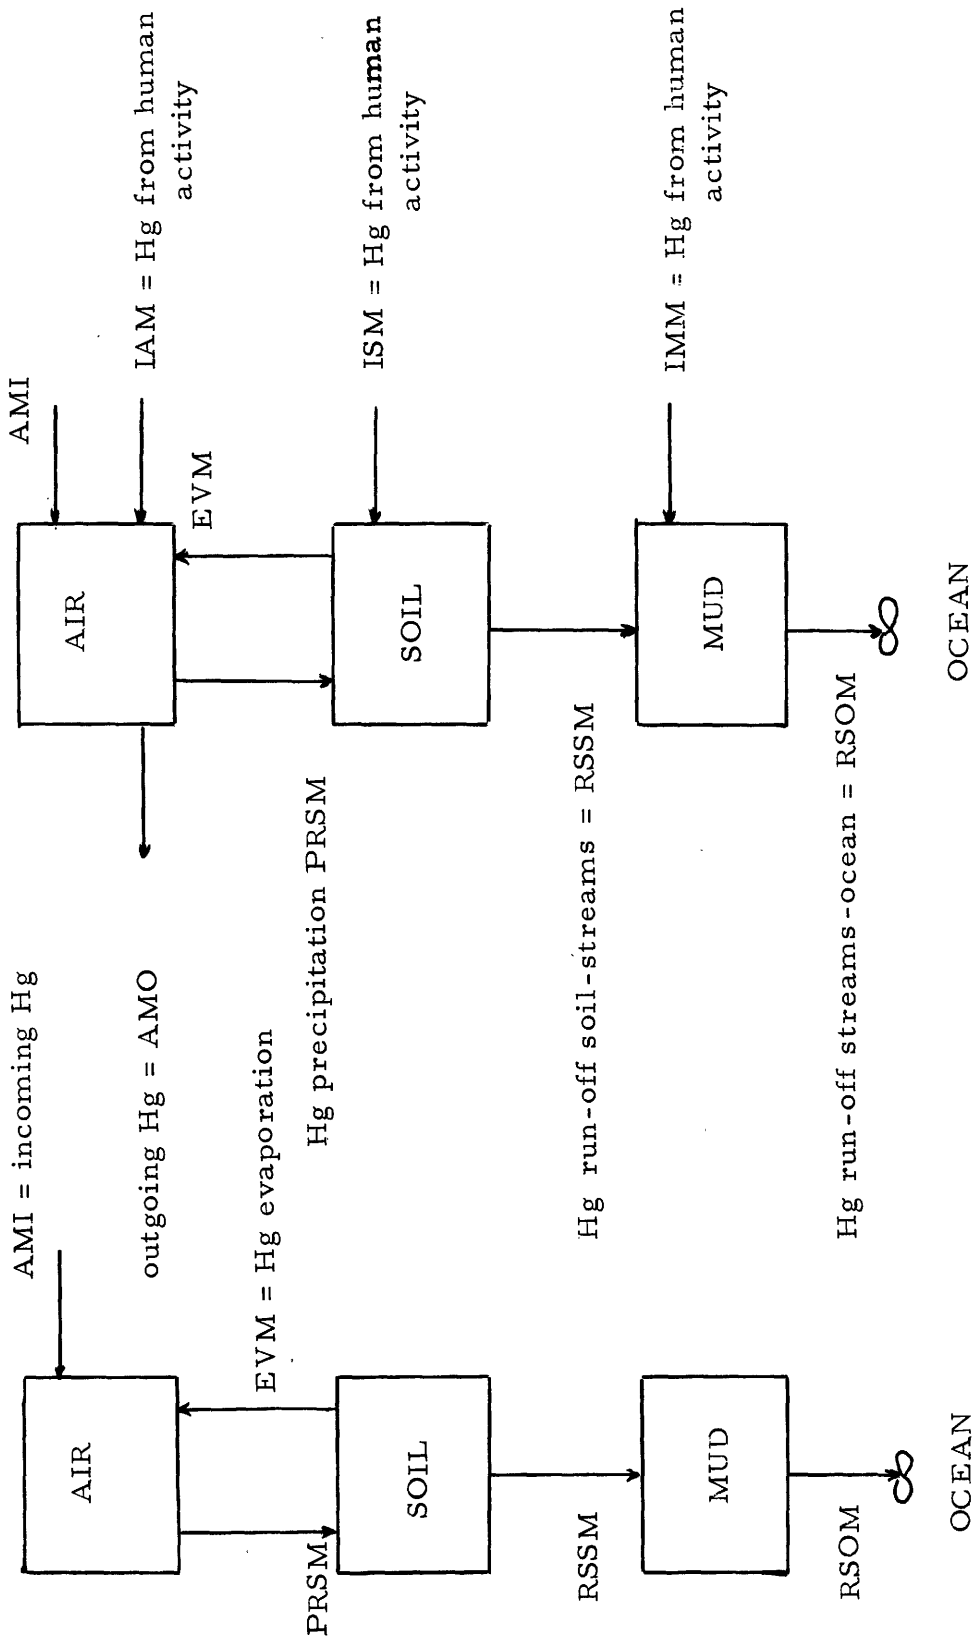 AMI = incoming Hg
AMI
AIR
AIR
outgoing Hg = AMO
IAM = Hg from human
activity
EVM
EVM = Hg evaporation
PRSM
Hg precipitation PRSM
SOIL
SOIL
ISM = Hg from human
activity
RSSM
Hg run-off soil-streams = RSSM
MUD
MUD
IMM = Hg from human
activity
RSOM
Hg run-off streams-ocean = RSOM
OCEAN
OCEAN